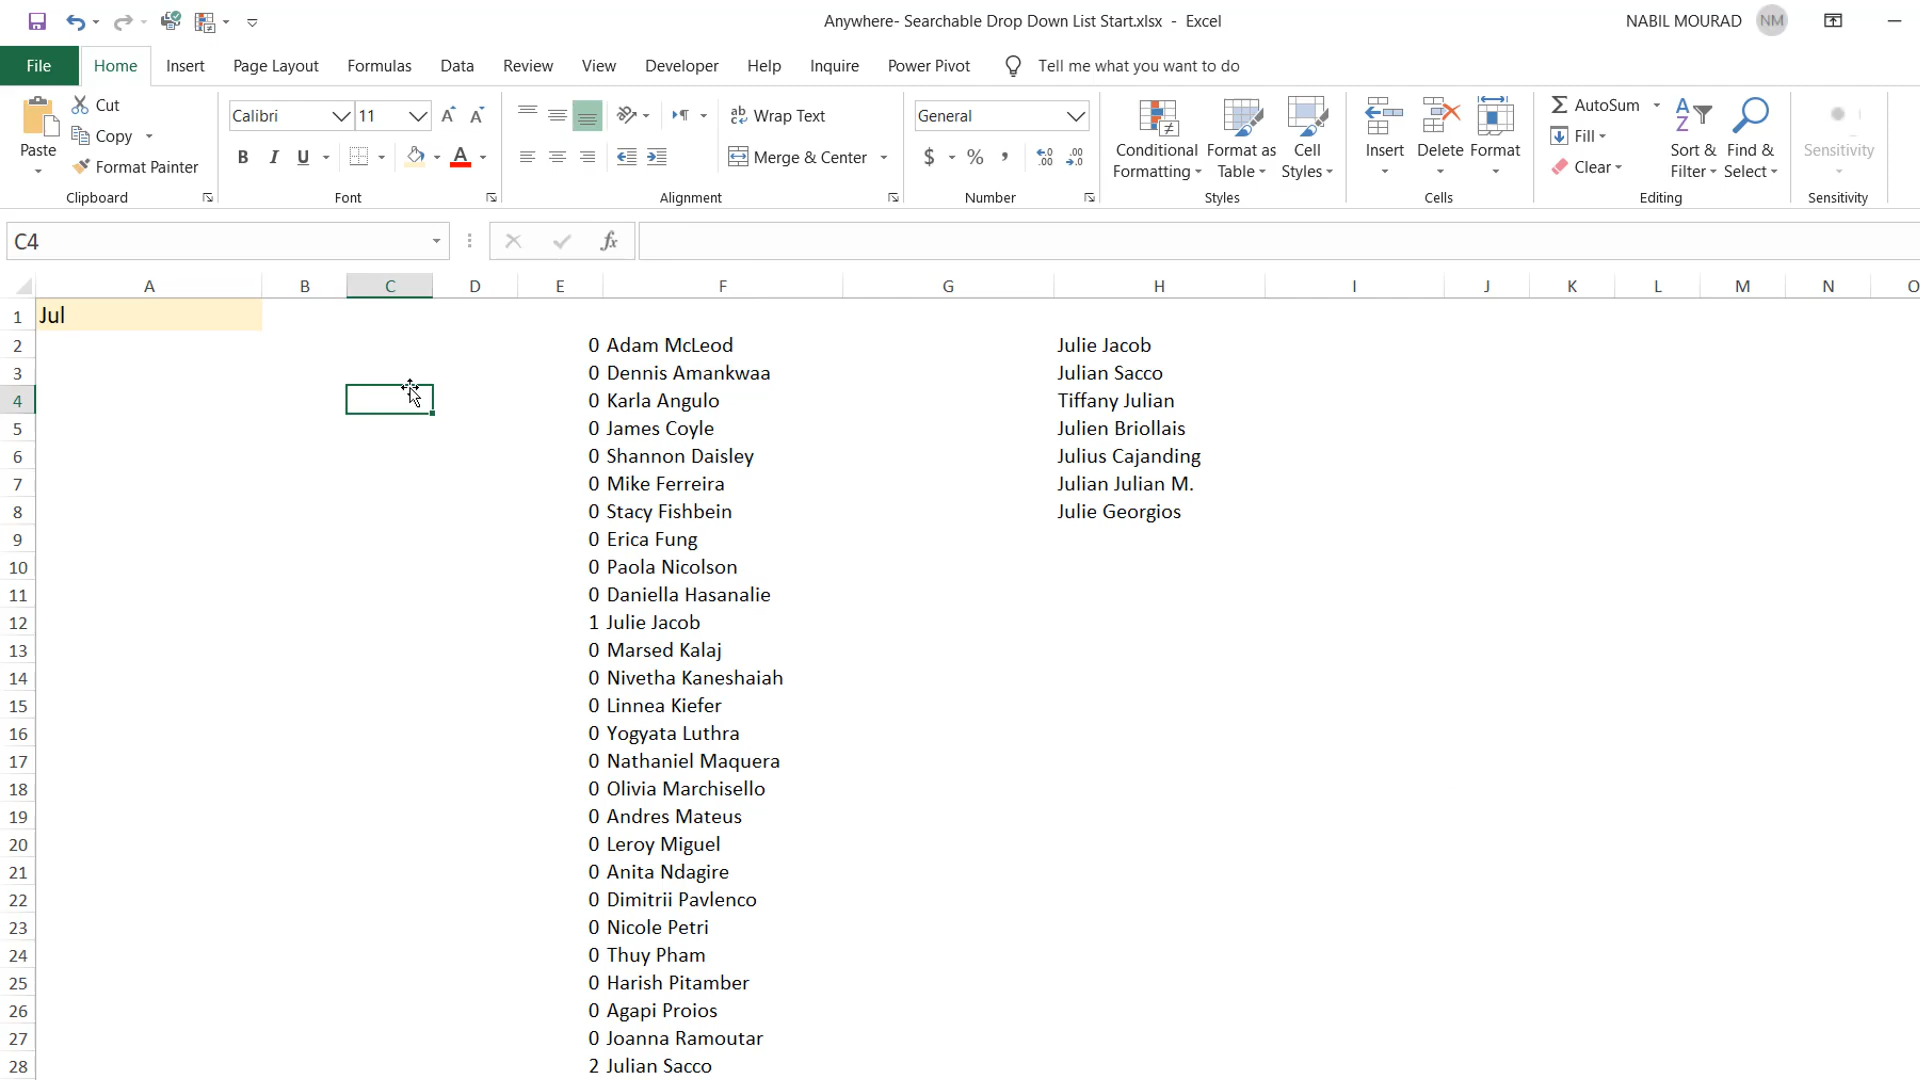 Anywhere- Searchable Drop Down List Start.xlsx - Excel
NABIL MOURAD NM
File Home Insert Page Layout Formulas Data Review View Developer Help Inquire Power Pivot Tell me what you want to do
Paste
Cut
Copy
Format Painter
Clipboard
Calibri 11 A A
B I U A
Font
ab Wrap Text
Merge & Center
Alignment
General
$ % ,
Number
Conditional Formatting
Format as Table
Cell Styles
Styles
Insert Delete Format
Cells
AutoSum
Fill
Clear
Sort & Filter
Find & Select
Editing
Sensitivity
Sensitivity
C4 fx
A B C D E F G H I J K L M N O
1 Jul
2 0 Adam McLeod Julie Jacob
3 0 Dennis Amankwaa Julian Sacco
4 0 Karla Angulo Tiffany Julian
5 0 James Coyle Julien Briollais
6 0 Shannon Daisley Julius Cajanding
7 0 Mike Ferreira Julian Julian M.
8 0 Stacy Fishbein Julie Georgios
9 0 Erica Fung
10 0 Paola Nicolson
11 0 Daniella Hasanalie
12 1 Julie Jacob
13 0 Marsed Kalaj
14 0 Nivetha Kaneshaiah
15 0 Linnea Kiefer
16 0 Yogyata Luthra
17 0 Nathaniel Maquera
18 0 Olivia Marchisello
19 0 Andres Mateus
20 0 Leroy Miguel
21 0 Anita Ndagire
22 0 Dimitrii Pavlenco
23 0 Nicole Petri
24 0 Thuy Pham
25 0 Harish Pitamber
26 0 Agapi Proios
27 0 Joanna Ramoutar
28 2 Julian Sacco